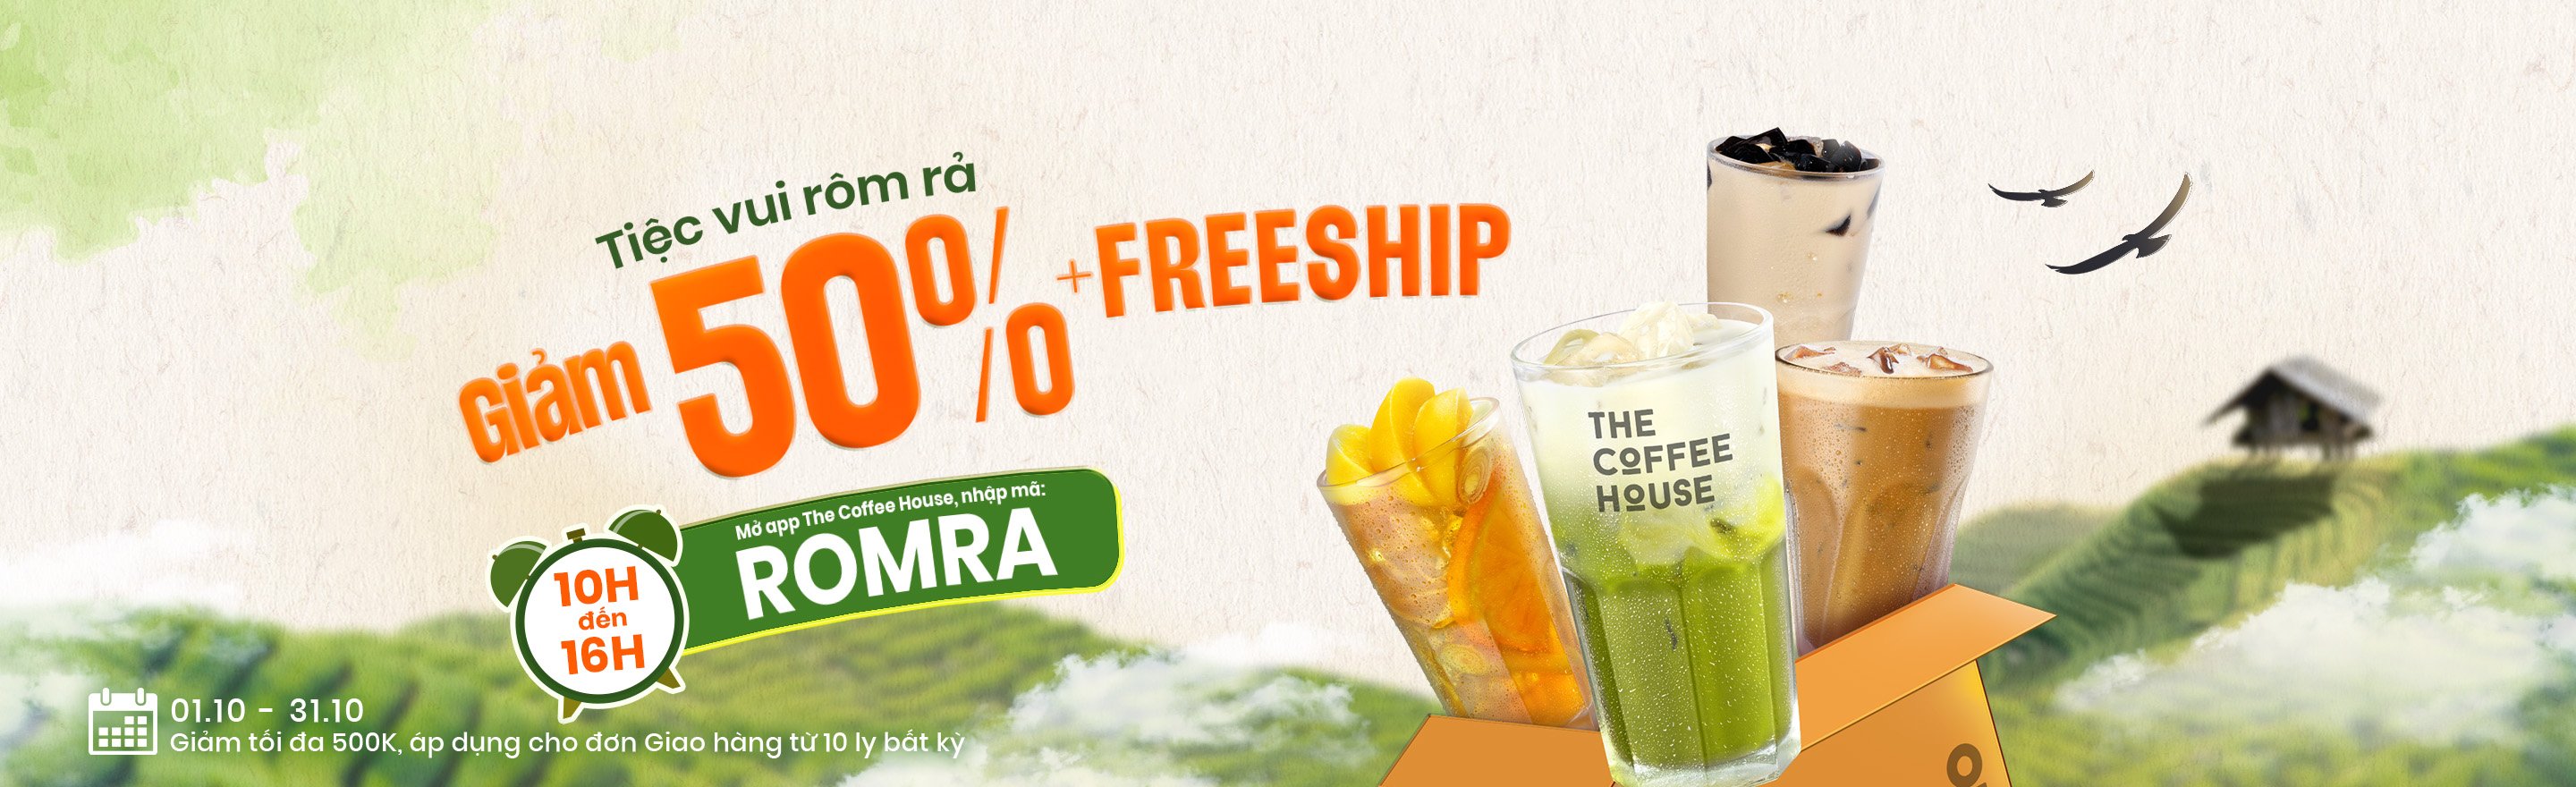 Tiệc vui rôm rả
Giảm 50% + FREESHIP
Mở app The Coffee House, nhập mã:
ROMRA
10H
đến
16H
01.10 - 31.10
Giảm tối đa 500K, áp dụng cho đơn Giao hàng từ 10 ly bất kỳ
THE
COFFEE
HOUSE